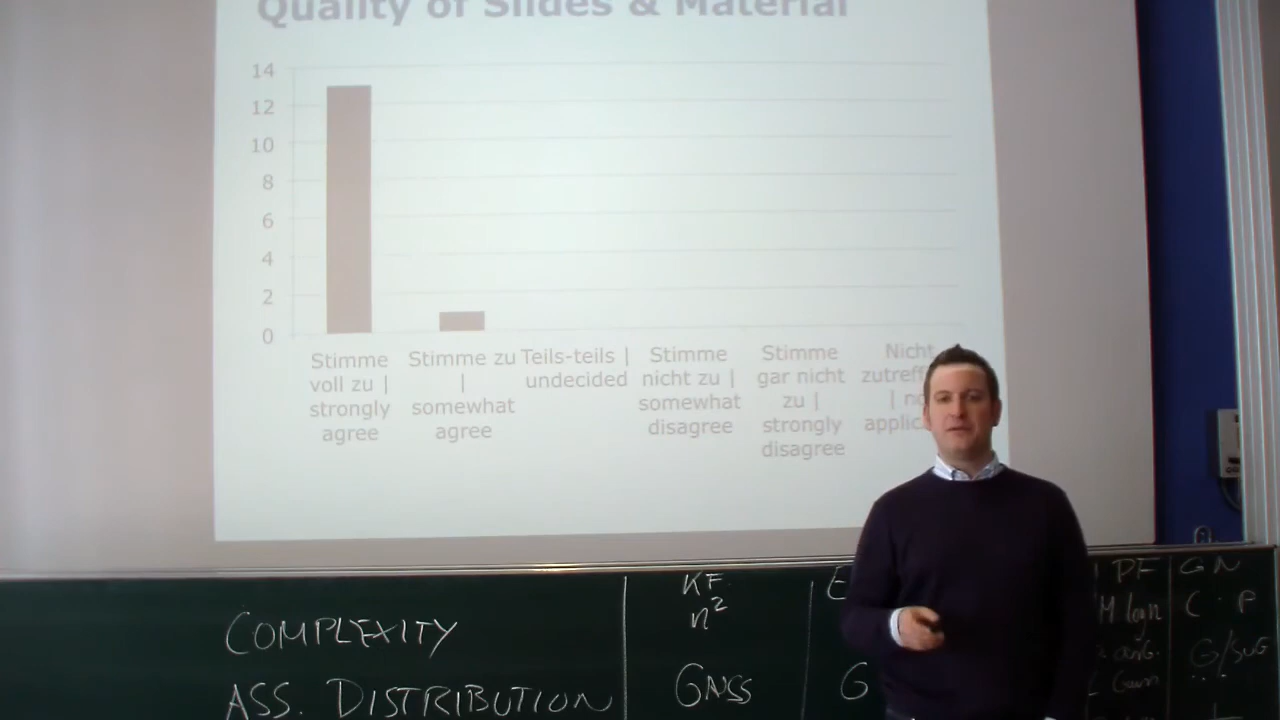 Quality of Slides & Material
14
12
10
8
6
4
2
0
Stimme voll zu | strongly agree
Stimme zu | somewhat agree
Teils-teils | undecided
Stimme nicht zu | somewhat disagree
Stimme gar nicht zu | strongly disagree
Nicht
KF
PF
GN
COMPLEXITY
n²
M log n
C · P
ASS. DISTRIBUTION
GAUSS
G